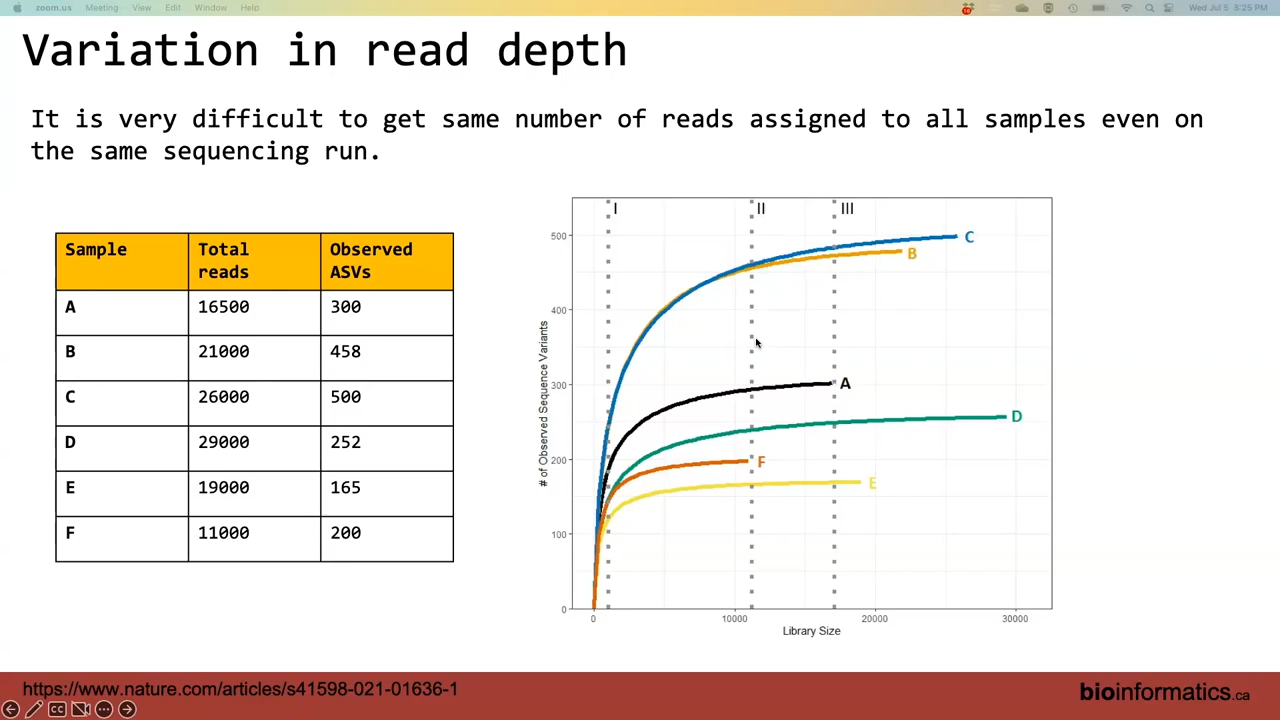 zoom.us Meeting View Edit Window Help
Wed Jul 5 3:25 PM
Variation in read depth
It is very difficult to get same number of reads assigned to all samples even on
the same sequencing run.
Sample Total reads Observed ASVs
A 16500 300
B 21000 458
C 26000 500
D 29000 252
E 19000 165
F 11000 200
I II III
# of Observed Sequence Variants
500
400
300
200
100
0
C
B
A
D
F
E
0 10000 20000 30000
Library Size
https://www.nature.com/articles/s41598-021-01636-1
bioinformatics.ca
CC